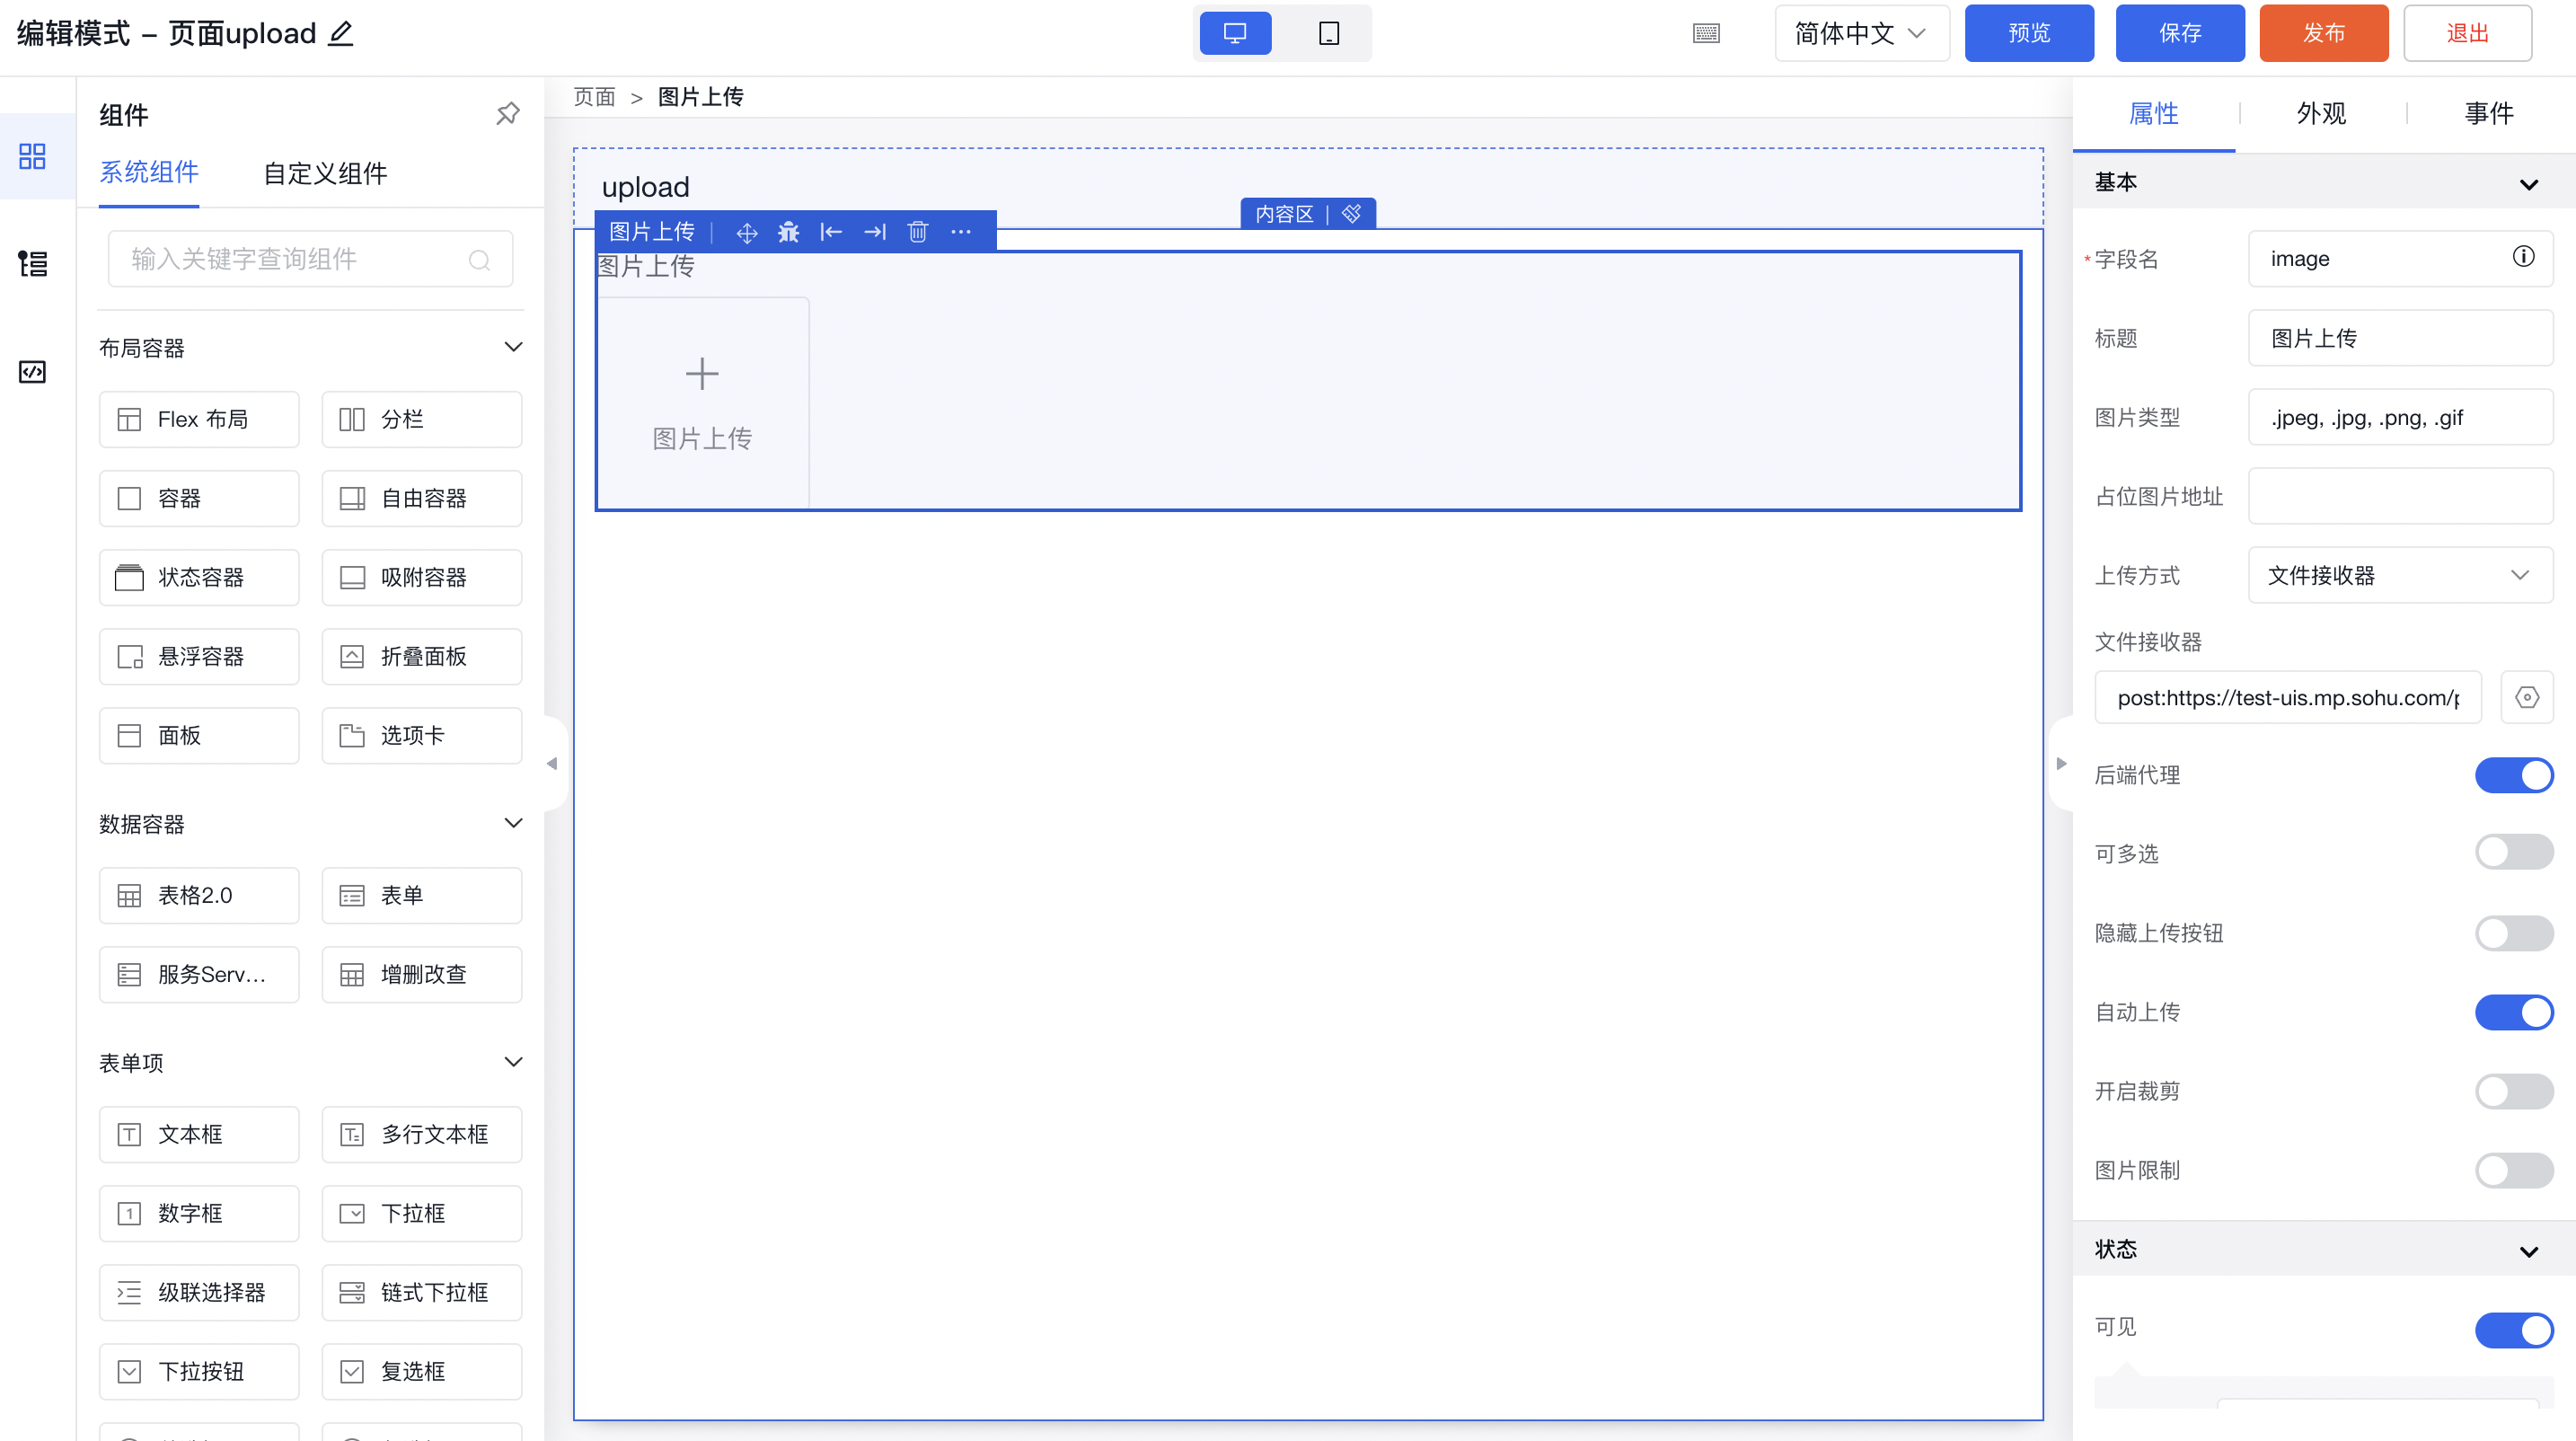 编辑模式 – 页面upload
简体中文
预览
保存
发布
退出
组件
系统组件
自定义组件
输入关键字查询组件
布局容器
Flex 布局
分栏
容器
自由容器
状态容器
吸附容器
悬浮容器
折叠面板
面板
选项卡
数据容器
表格2.0
表单
服务Serv...
增删改查
表单项
文本框
多行文本框
数字框
下拉框
级联选择器
链式下拉框
下拉按钮
复选框
页面 > 图片上传
upload
内容区
图片上传
图片上传
图片上传
属性
外观
事件
基本
*字段名
image
标题
图片上传
图片类型
.jpeg, .jpg, .png, .gif
占位图片地址
上传方式
文件接收器
文件接收器
post:https://test-uis.mp.sohu.com/
后端代理
可多选
隐藏上传按钮
自动上传
开启裁剪
图片限制
状态
可见